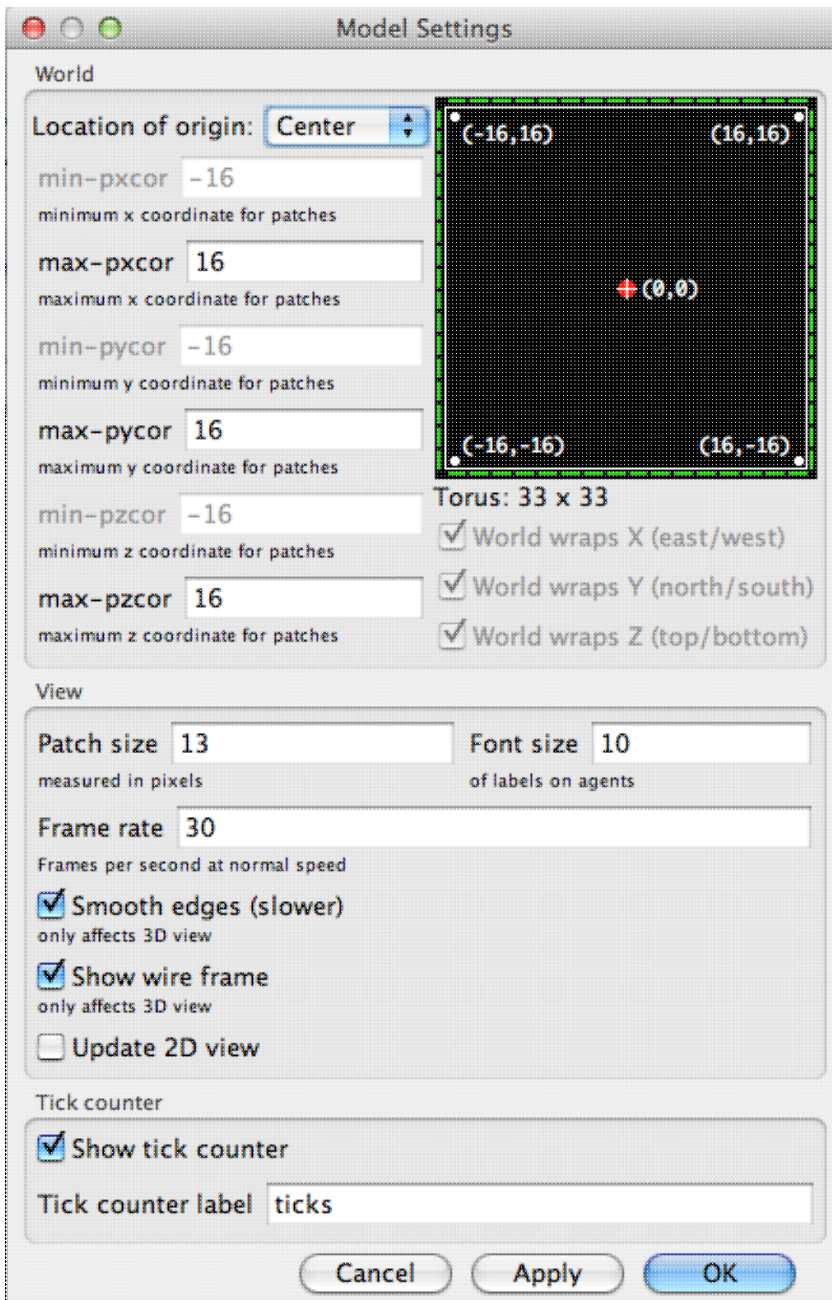 Model Settings
World
Location of origin: Center
min-pxcor -16
minimum x coordinate for patches
max-pxcor 16
maximum x coordinate for patches
min-pycor -16
minimum y coordinate for patches
max-pycor 16
maximum y coordinate for patches
min-pzcor -16
minimum z coordinate for patches
max-pzcor 16
maximum z coordinate for patches
(-16,16) (16,16)
(0,0)
(-16,-16) (16,-16)
Torus: 33 x 33
World wraps X (east/west)
World wraps Y (north/south)
World wraps Z (top/bottom)
View
Patch size 13 Font size 10
measured in pixels of labels on agents
Frame rate 30
Frames per second at normal speed
Smooth edges (slower)
only affects 3D view
Show wire frame
only affects 3D view
Update 2D view
Tick counter
Show tick counter
Tick counter label ticks
Cancel Apply OK